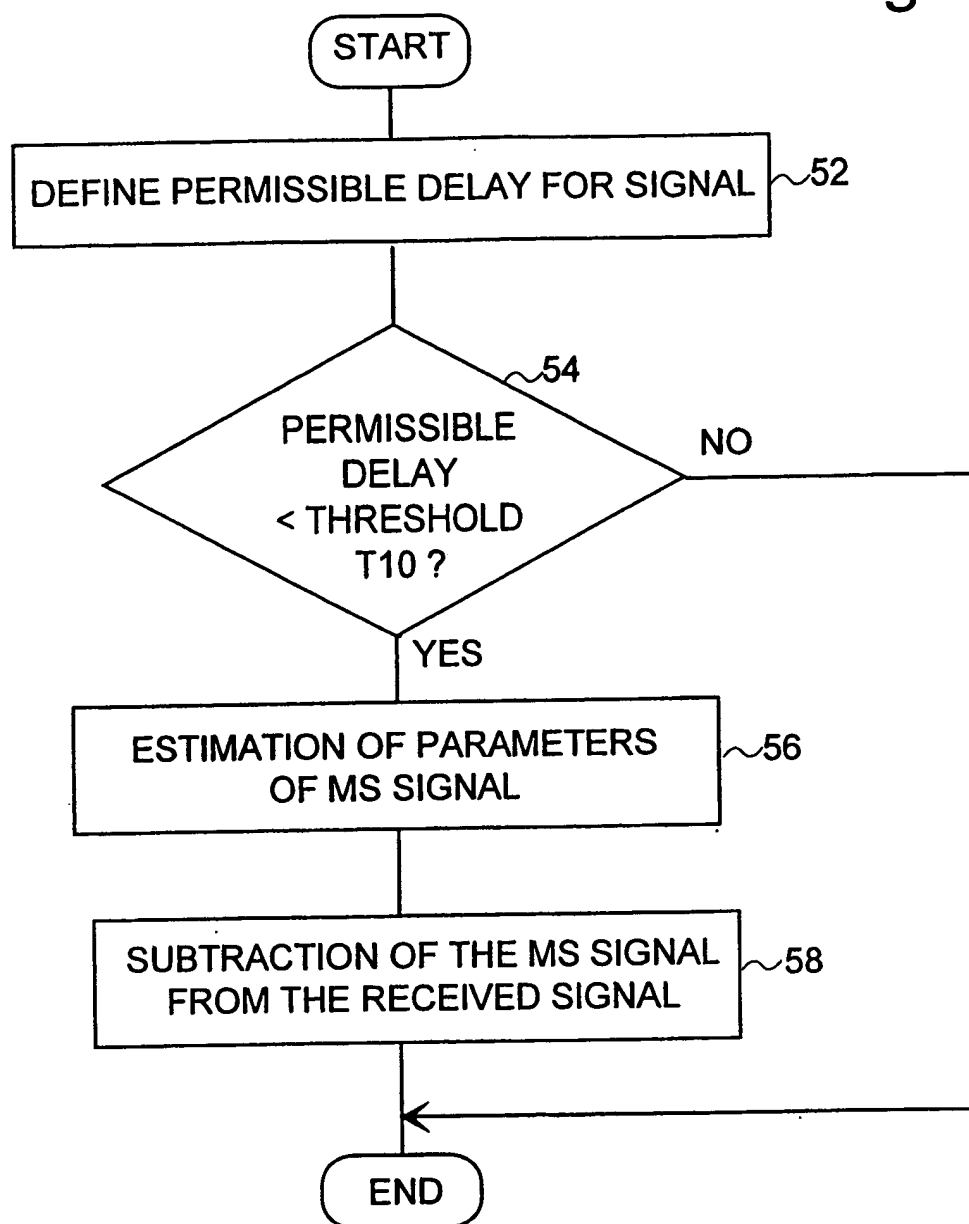 START
DEFINE PERMISSIBLE DELAY FOR SIGNAL
52
54
PERMISSIBLE
DELAY
< THRESHOLD
T10 ?
NO
YES
ESTIMATION OF PARAMETERS
OF MS SIGNAL
56
SUBTRACTION OF THE MS SIGNAL
FROM THE RECEIVED SIGNAL
58
END